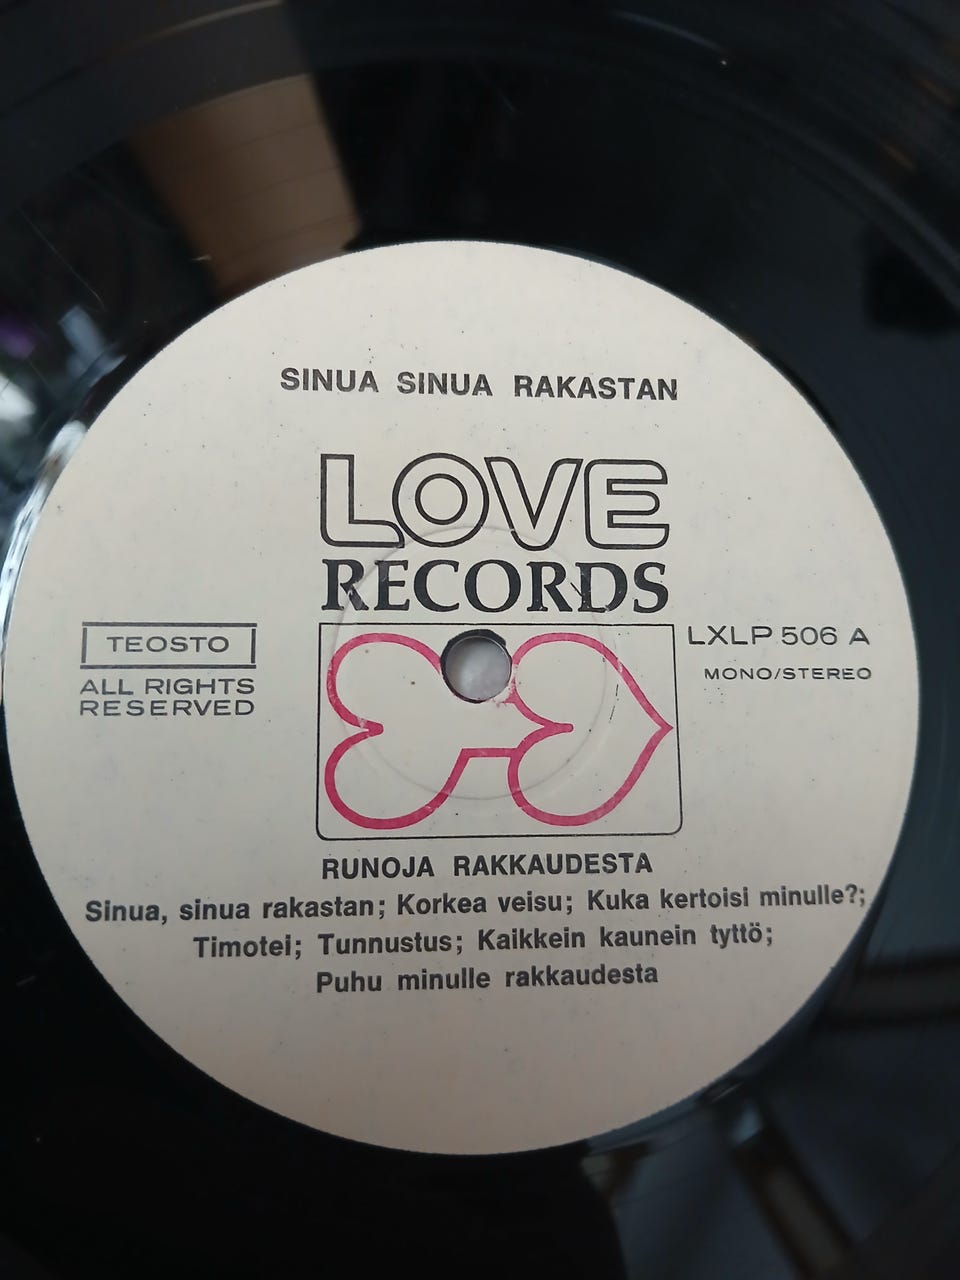 SINUA SINUA RAKASTAN
LOVE
RECORDS
TEOSTO
ALL RIGHTS
RESERVED
LXLP 506 A
MONO/STEREO
RUNOJA RAKKAUDESTA
Sinua, sinua rakastan; Korkea veisu; Kuka kertoisi minulle?;
Timotei; Tunnustus; Kaikkein kaunein tyttö;
Puhu minulle rakkaudesta